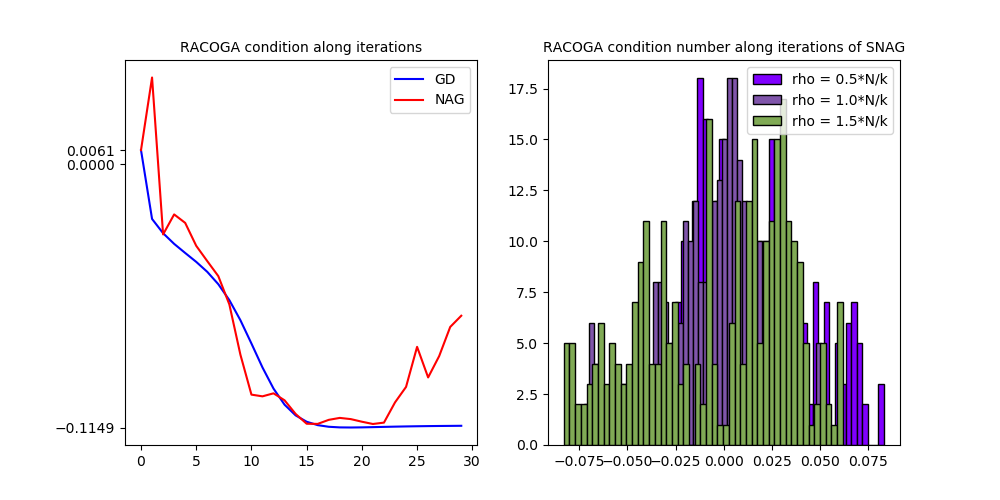 RACOGA condition along iterations
GD
NAG
0.0061
0.0000
−0.1149
0 5 10 15 20 25 30
RACOGA condition number along iterations of SNAG
rho = 0.5*N/k
rho = 1.0*N/k
rho = 1.5*N/k
17.5
15.0
12.5
10.0
7.5
5.0
2.5
0.0
−0.075 −0.050 −0.025 0.000 0.025 0.050 0.075